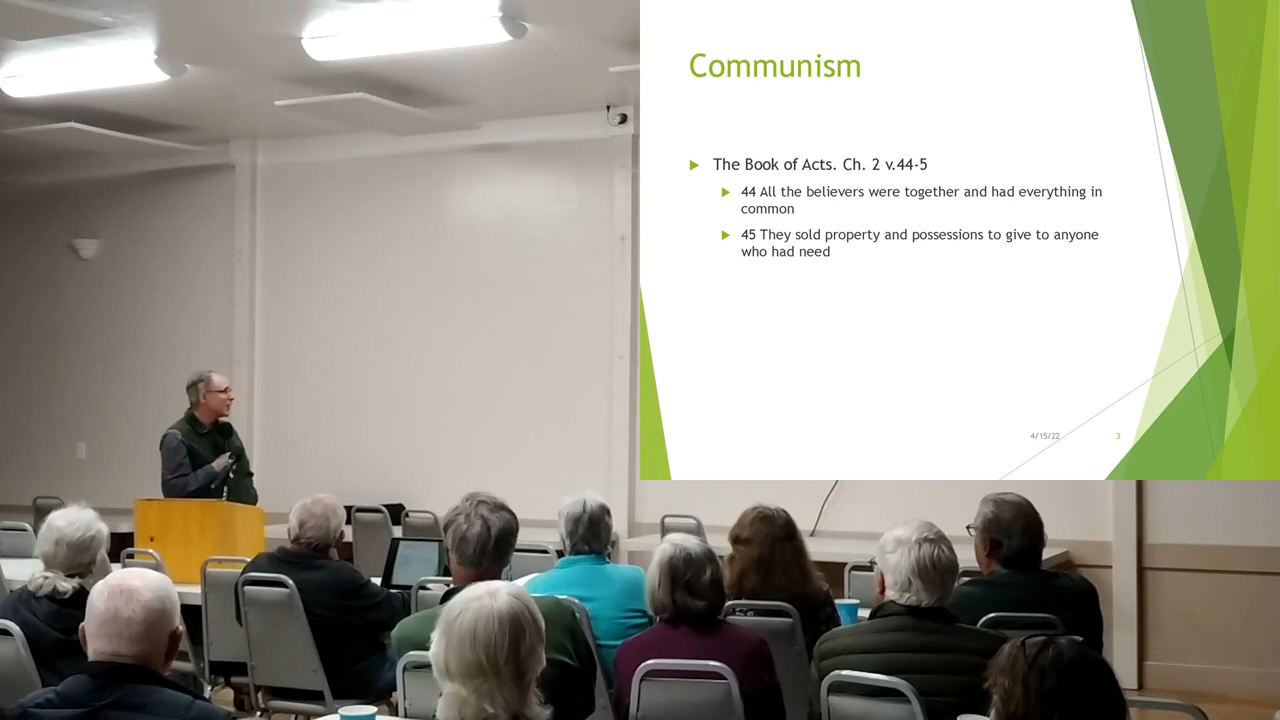 Communism
The Book of Acts. Ch. 2 v.44-5
44 All the believers were together and had everything in
common
45 They sold property and possessions to give to anyone
who had need
4/15/22
3